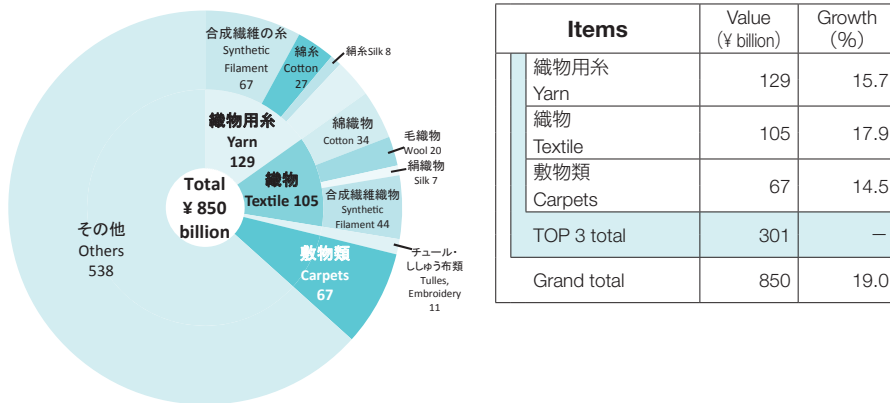 合成繊維の糸
Synthetic
Filament
67
綿糸
Cotton
27
絹糸Silk 8
織物用糸
Yarn
129
綿織物
Cotton 34
毛織物
Wool 20
絹織物
Silk 7
織物
Textile 105
合成繊維織物
Synthetic
Filament 44
チュール・
ししゅう布類
Tulles,
Embroidery
11
敷物類
Carpets
67
Total
¥ 850
billion
その他
Others
538
Items Value (¥ billion) Growth (%)
織物用糸
Yarn 129 15.7
織物
Textile 105 17.9
敷物類
Carpets 67 14.5
TOP 3 total 301 −
Grand total 850 19.0